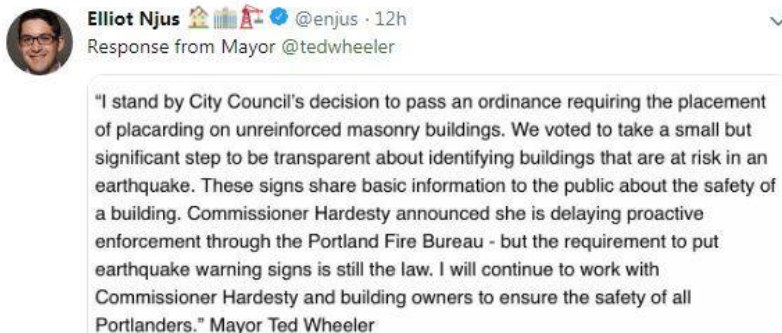 Elliot Njus 🏠🏙️🏗️ @enjus · 12h
Response from Mayor @tedwheeler
“I stand by City Council’s decision to pass an ordinance requiring the placement
of placarding on unreinforced masonry buildings. We voted to take a small but
significant step to be transparent about identifying buildings that are at risk in an
earthquake. These signs share basic information to the public about the safety of
a building. Commissioner Hardesty announced she is delaying proactive
enforcement through the Portland Fire Bureau - but the requirement to put
earthquake warning signs is still the law. I will continue to work with
Commissioner Hardesty and building owners to ensure the safety of all
Portlanders.” Mayor Ted Wheeler